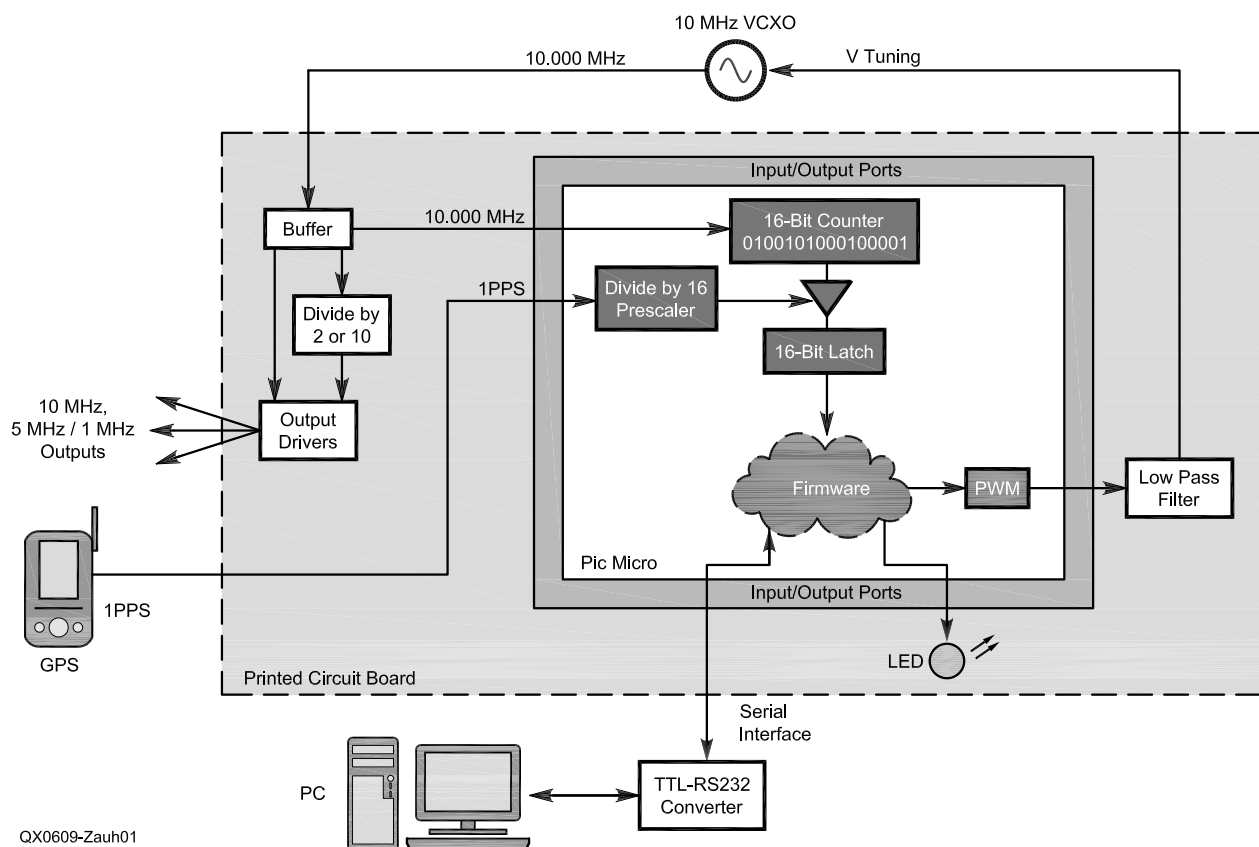 10 MHz VCXO
10.000 MHz
V Tuning
Input/Output Ports
Buffer
10.000 MHz
16-Bit Counter
0100101000100001
1PPS
Divide by 16
Prescaler
Divide by
2 or 10
16-Bit Latch
10 MHz,
5 MHz / 1 MHz
Outputs
Output
Drivers
Firmware
PWM
Low Pass
Filter
Pic Micro
Input/Output Ports
1PPS
GPS
LED
Printed Circuit Board
Serial
Interface
PC
TTL-RS232
Converter
QX0609-Zauh01